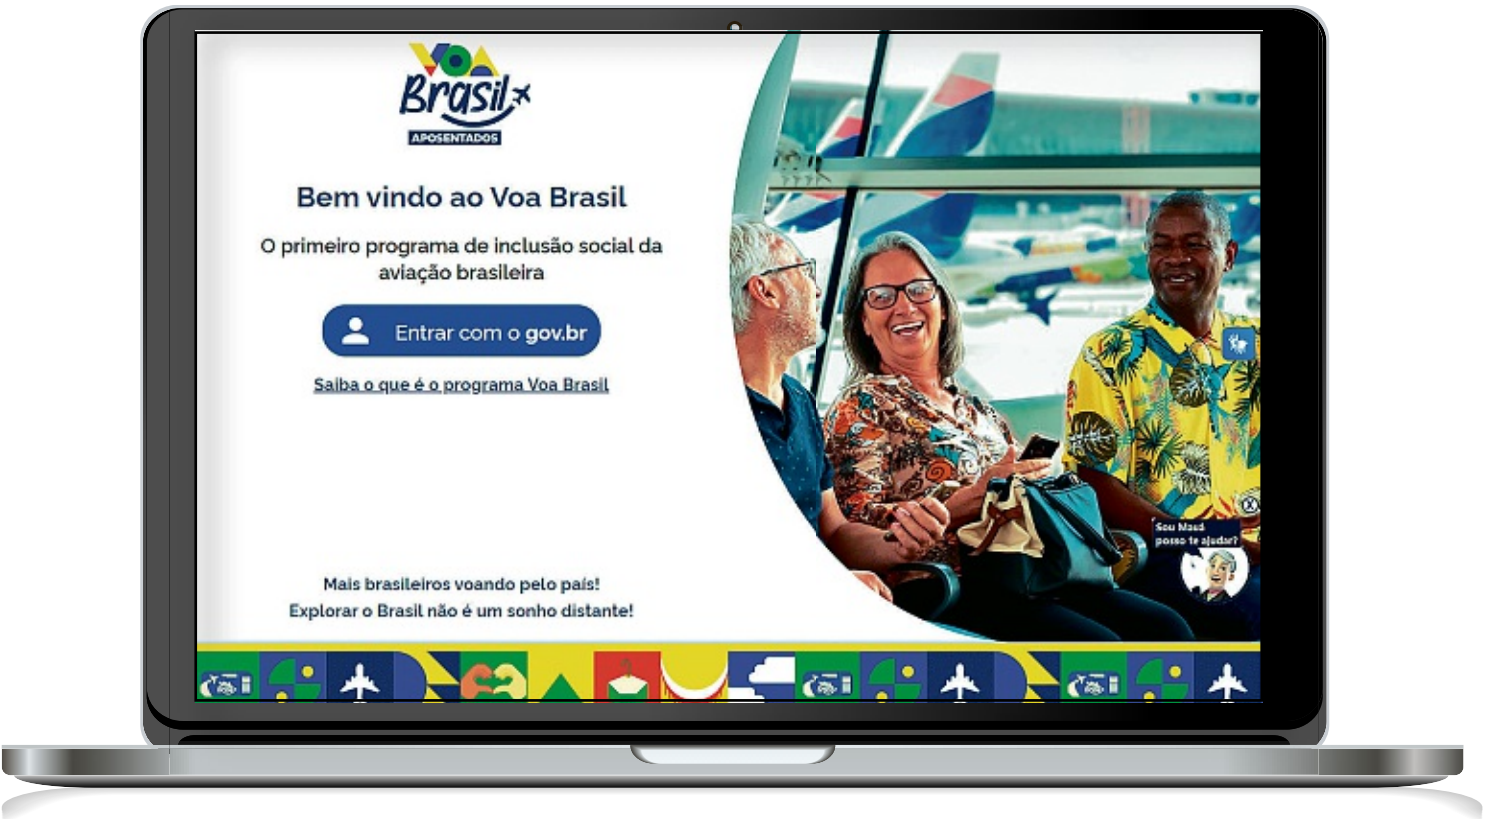 VOA
Brasil
APOSENTADOS
Bem vindo ao Voa Brasil
O primeiro programa de inclusão social da
aviação brasileira
Entrar com o gov.br
Saiba o que é o programa Voa Brasil
Mais brasileiros voando pelo país!
Explorar o Brasil não é um sonho distante!
X
Sou Mauá
posso te ajudar?